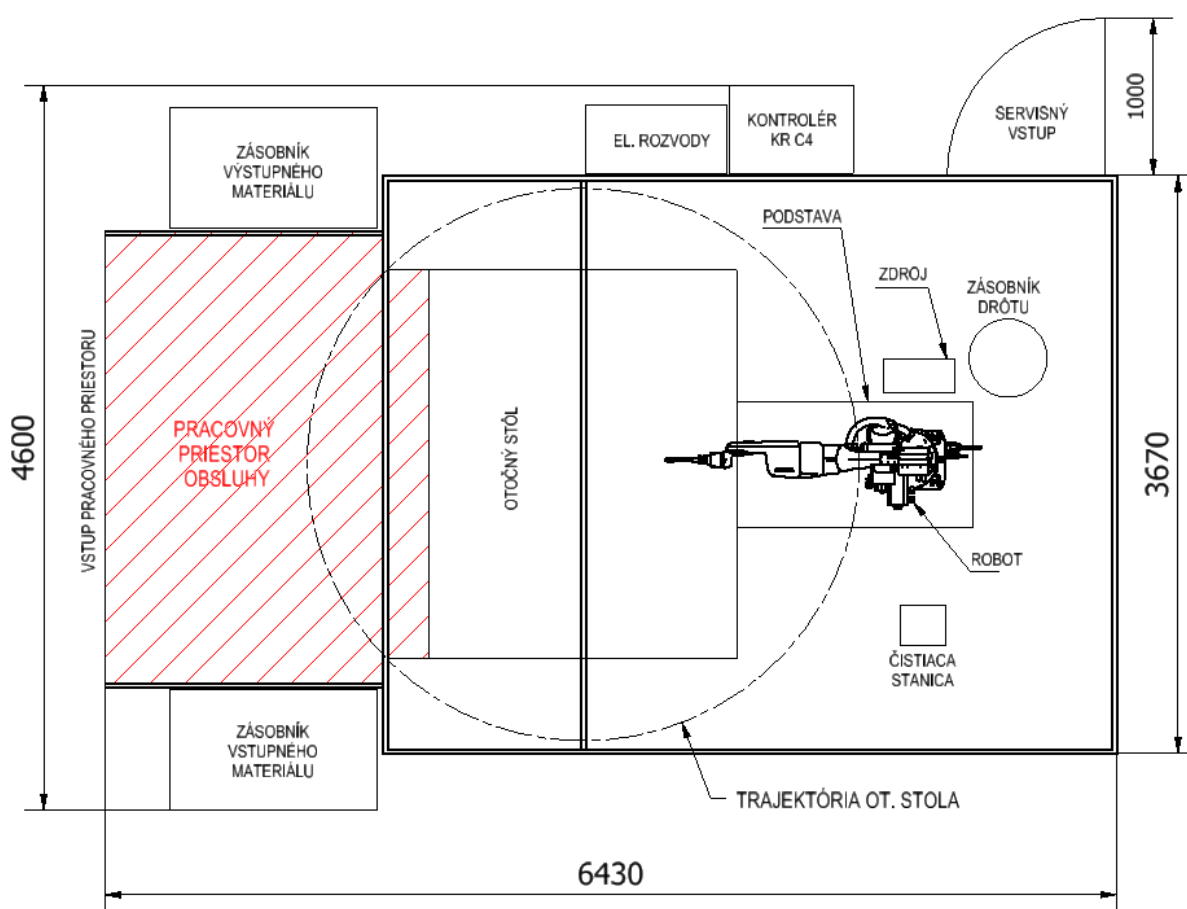 SERVISNÝ
VSTUP
1000
KONTROLÉR
KR C4
EL. ROZVODY
ZÁSOBNÍK
VÝSTUPNÉHO
MATERIÁLU
PODSTAVA
ZDROJ
ZÁSOBNÍK
DRÔTU
4600
VSTUP PRACOVNÉHO PRIESTORU
PRACOVNÝ
PRIESTOR
OBSLUHY
OTOČNÝ STÔL
3670
ROBOT
ČISTIACA
STANICA
ZÁSOBNÍK
VSTUPNÉHO
MATERIÁLU
TRAJEKTÓRIA OT. STOLA
6430